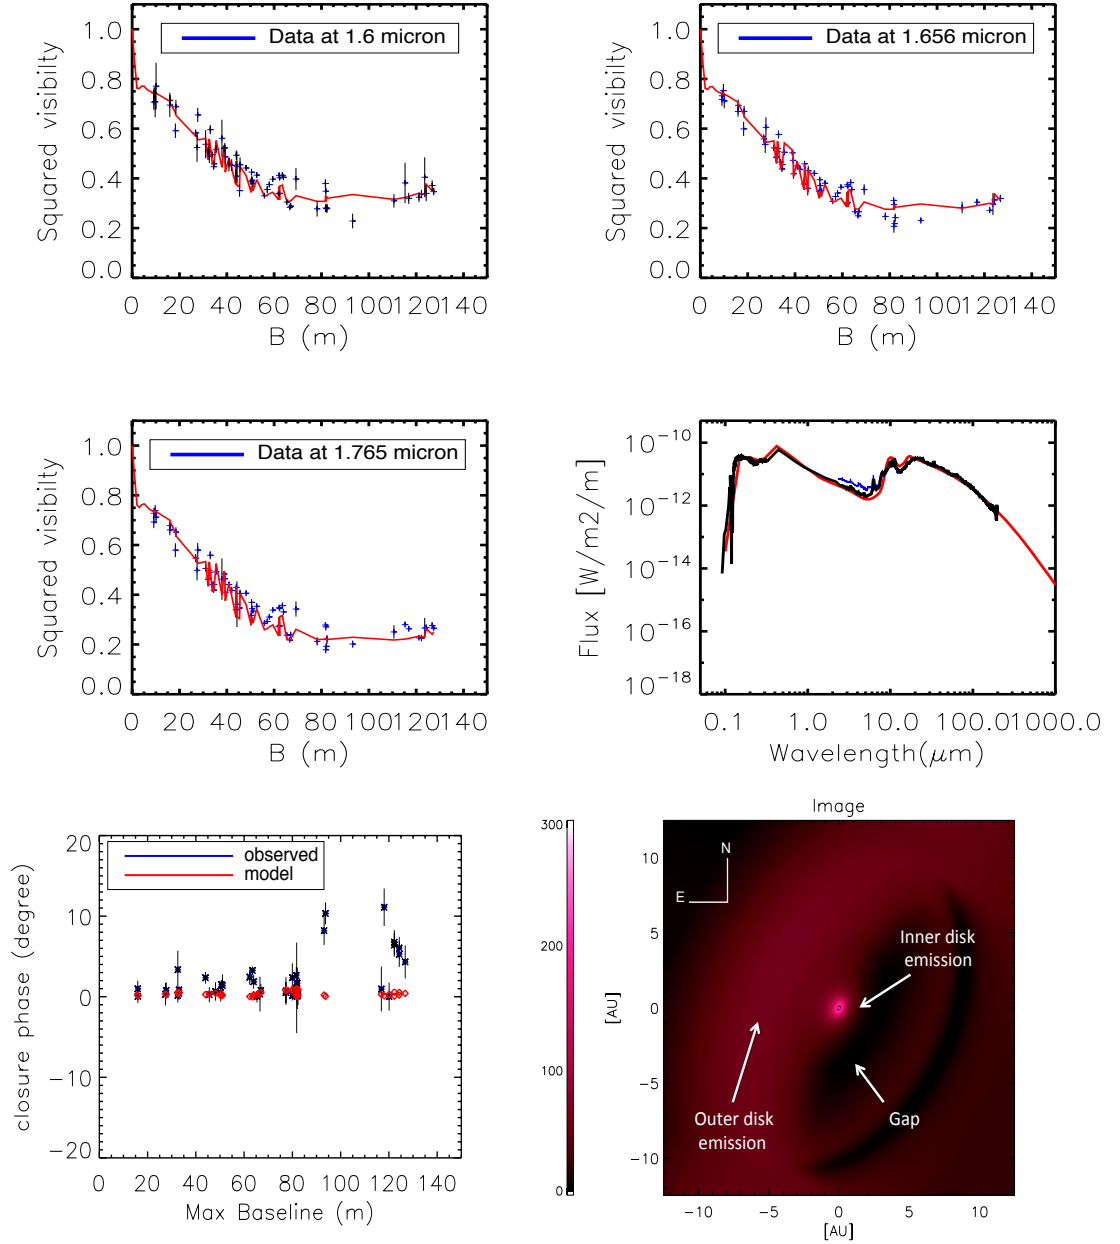 Data at 1.6 micron
1.0
0.8
0.6
0.4
0.2
0.0
Squared visibilty
0 20 40 60 80 100 120 140
B (m)
Data at 1.656 micron
1.0
0.8
0.6
0.4
0.2
0.0
Squared visibilty
0 20 40 60 80 100 120 140
B (m)
Data at 1.765 micron
1.0
0.8
0.6
0.4
0.2
0.0
Squared visibilty
0 20 40 60 80 100 120 140
B (m)
10^-10
10^-12
10^-14
10^-16
10^-18
Flux [W/m2/m]
0.1 1.0 10.0 100.0 1000.0
Wavelength(μm)
observed
model
20
10
0
−10
−20
closure phase (degree)
0 20 40 60 80 100 120 140
Max Baseline (m)
Image
300
200
100
0
10
5
0
−5
−10
[AU]
N
E
Inner disk
emission
Outer disk
emission
Gap
−10 −5 0 5 10
[AU]